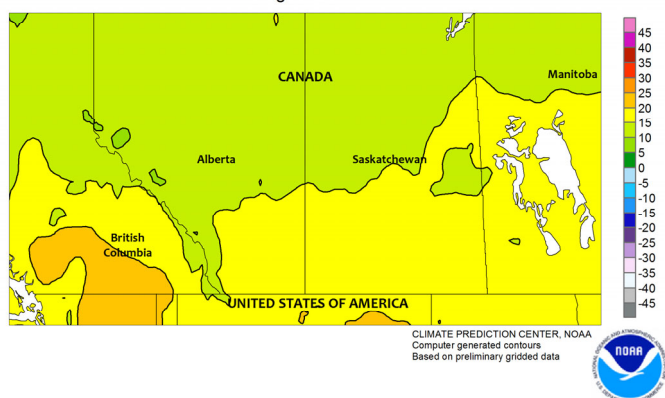 CANADA
Manitoba
Alberta
Saskatchewan
British
Columbia
UNITED STATES OF AMERICA
45
40
35
30
25
20
15
10
5
0
-5
-10
-15
-20
-25
-30
-35
-40
-45
CLIMATE PREDICTION CENTER, NOAA
Computer generated contours
Based on preliminary gridded data
NOAA